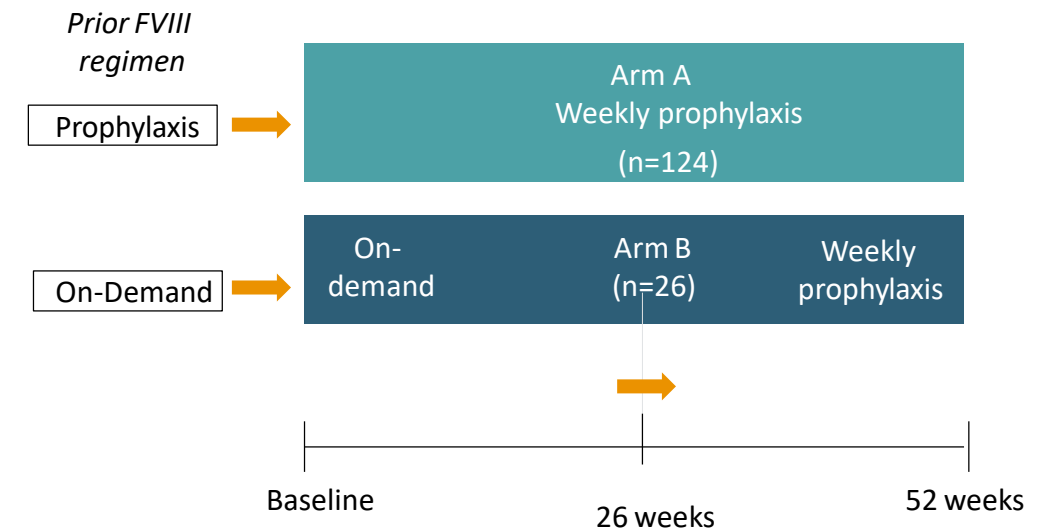 Prior FVIII
regimen
Prophylaxis
Arm A
Weekly prophylaxis
(n=124)
On-Demand
On-
demand
Arm B
(n=26)
Weekly
prophylaxis
Baseline
26 weeks
52 weeks